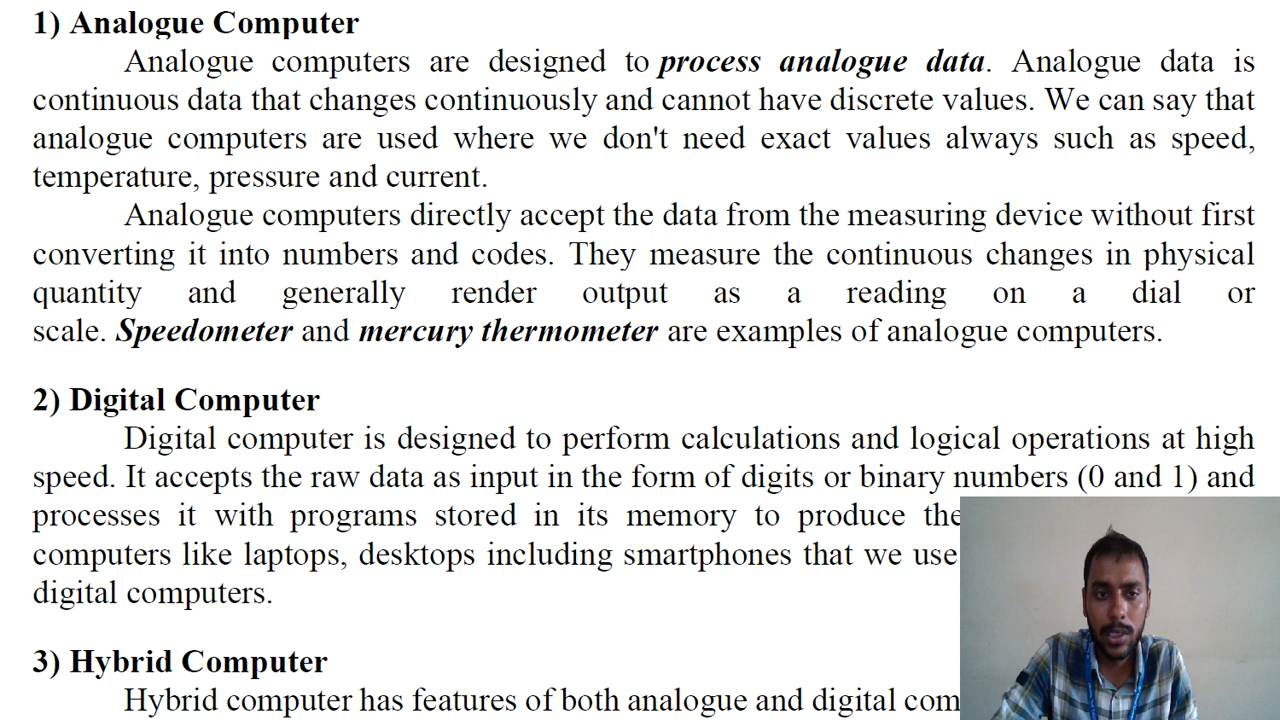 1) Analogue Computer
Analogue computers are designed to process analogue data. Analogue data is
continuous data that changes continuously and cannot have discrete values. We can say that
analogue computers are used where we don't need exact values always such as speed,
temperature, pressure and current.
Analogue computers directly accept the data from the measuring device without first
converting it into numbers and codes. They measure the continuous changes in physical
quantity and generally render output as a reading on a dial or
scale. Speedometer and mercury thermometer are examples of analogue computers.
2) Digital Computer
Digital computer is designed to perform calculations and logical operations at high
speed. It accepts the raw data as input in the form of digits or binary numbers (0 and 1) and
processes it with programs stored in its memory to produce the
computers like laptops, desktops including smartphones that we use
digital computers.
3) Hybrid Computer
Hybrid computer has features of both analogue and digital com